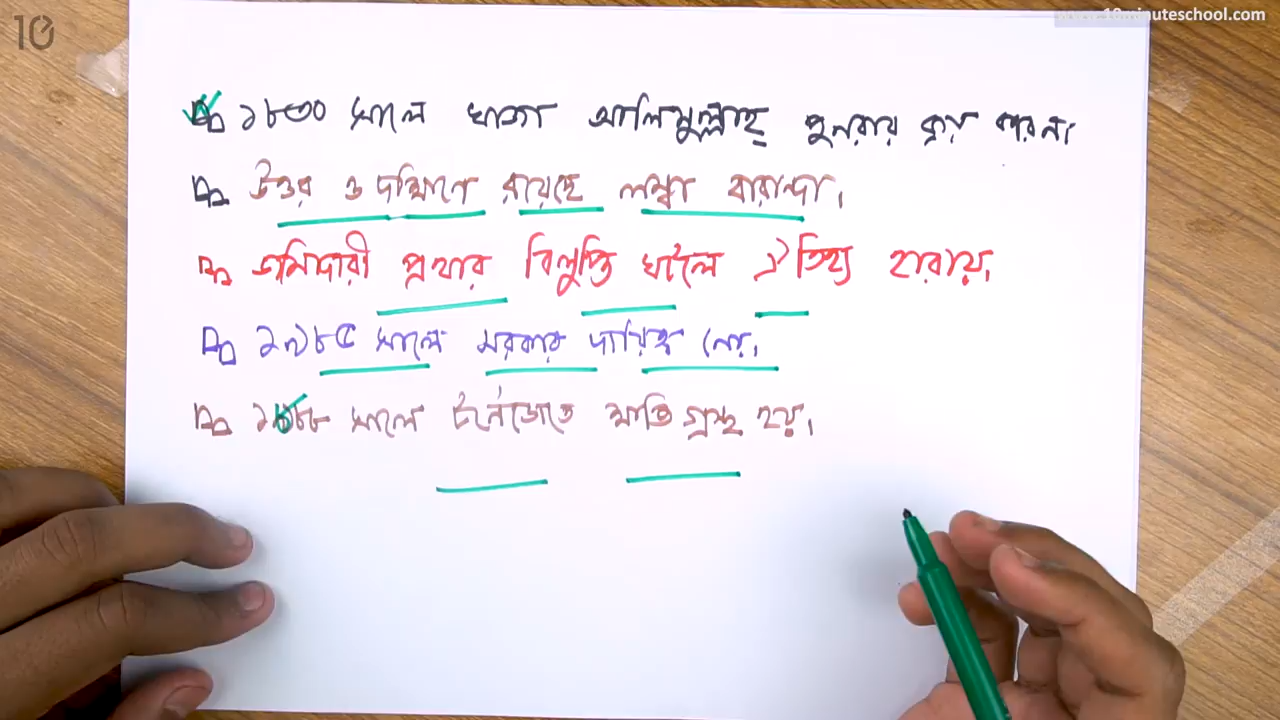 10
10minuteschool.com
১৮৩০ সালে খাজা আলিমুল্লাহ্ পুনরায় ক্রয় করেন।
উত্তর ও দক্ষিণে রয়েছে লম্বা বারান্দা।
জমিদারী প্রথার বিলুপ্তি ঘটলে ঐতিহ্য হারায়।
১৯৮৫ সালে সরকার দায়িত্ব নেয়।
সালে টর্নেডোতে ক্ষতিগ্রস্থ হয়।